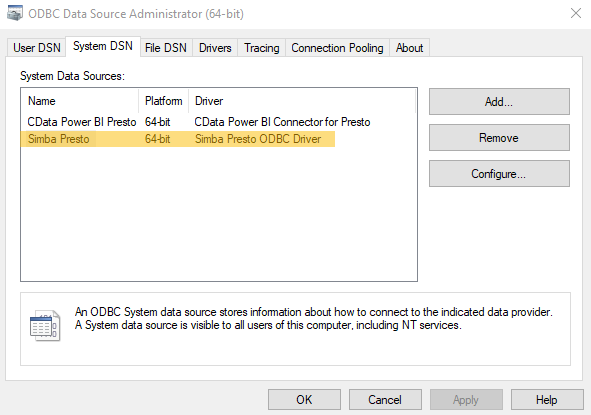 ODBC Data Source Administrator (64-bit)
User DSN System DSN File DSN Drivers Tracing Connection Pooling About
System Data Sources:
Name Platform Driver
CData Power BI Presto 64-bit CData Power BI Connector for Presto
Simba Presto 64-bit Simba Presto ODBC Driver
Add...
Remove
Configure...
An ODBC System data source stores information about how to connect to the indicated data provider.
A System data source is visible to all users of this computer, including NT services.
OK Cancel Apply Help